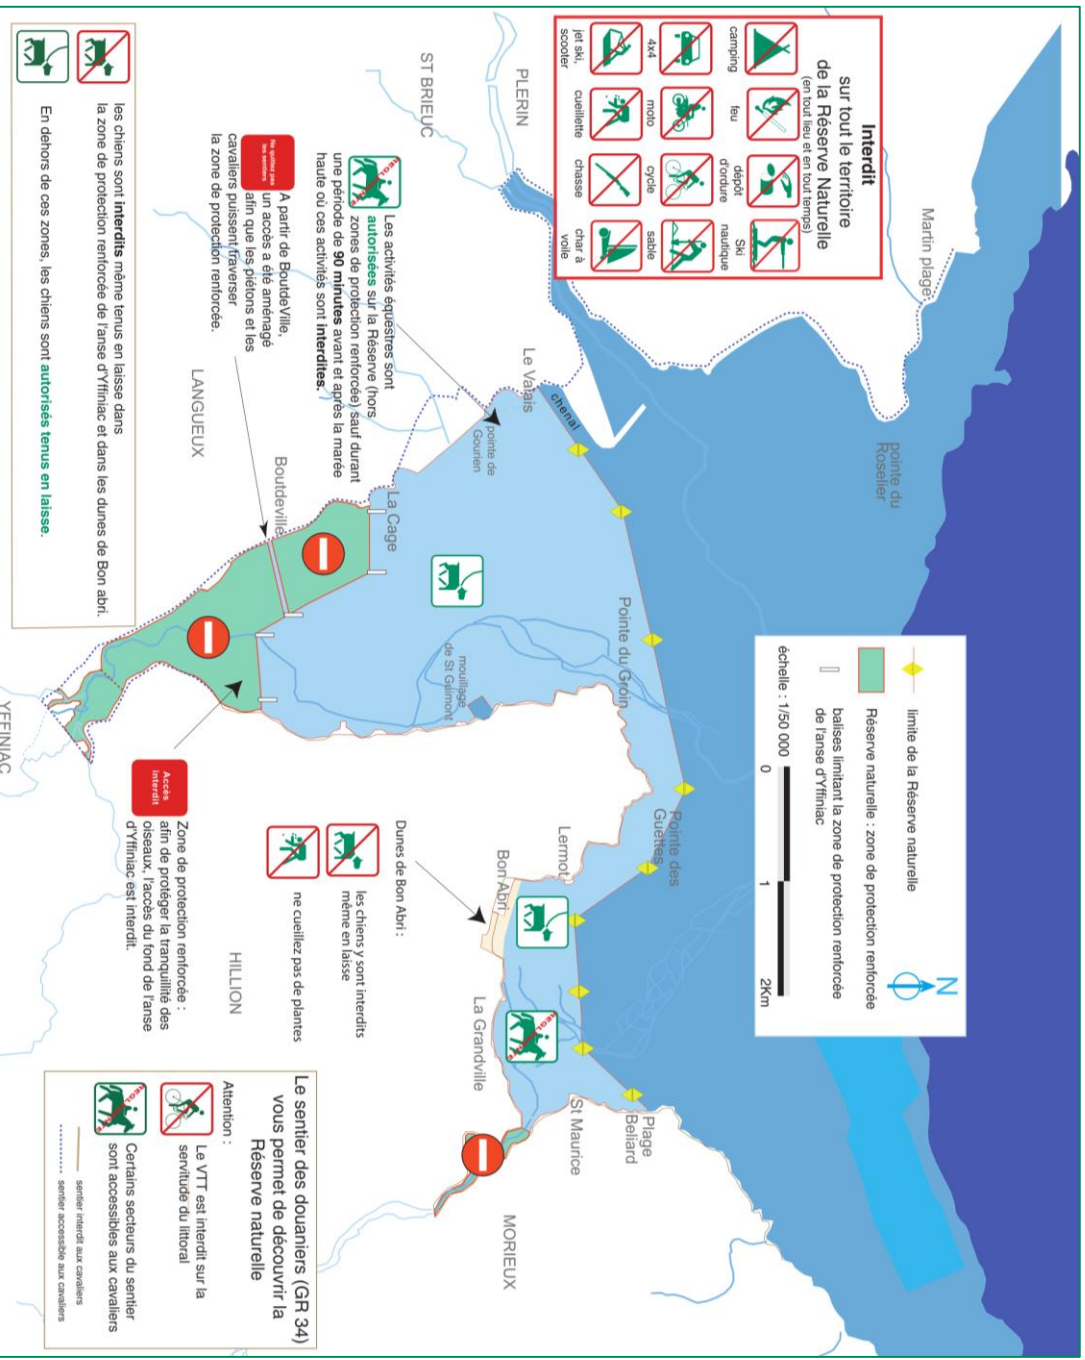 Interdit
sur tout le territoire
de la Réserve Naturelle
(en tout lieu et en tout temps)
camping
feu
dépôt
d'ordure
Ski
nautique
4x4
moto
cycle
sable
jet ski,
scooter
cueillette
chasse
char à
voile
Martin plage
pointe du
Roselier
PLERIN
ST BRIEUC
Le Valais
chenal
pointe de
Gourien
LANGUEUX
Boutdeville
La Cage
Pointe du Groin
mouillage
de St Guimont
Pointe des
Guettes
Lermot
Bon Abri
La Grandville
St Maurice
Plage
Beliard
MORIEUX
HILLION
YFFINIAC
N
limite de la Réserve naturelle
Réserve naturelle : zone de protection renforcée
balises limitant la zone de protection renforcée
de l'anse d'Yffiniac
échelle : 1/50 000
0
1
2Km
REGLEMENTE
Les activités équestres sont
autorisées sur la Réserve (hors
zones de protection renforcée) sauf durant
une période de 90 minutes avant et après la marée
haute où ces activités sont interdites.
Ne quittez pas
les sentiers
A partir de BoutdeVille,
un accès a été aménagé
afin que les piétons et les
cavaliers puissent traverser
la zone de protection renforcée.
les chiens sont interdits même tenus en laisse dans
la zone de protection renforcée de l'anse d'Yffiniac et dans les dunes de Bon abri.
En dehors de ces zones, les chiens sont autorisés tenus en laisse.
Accès
interdit
Zone de protection renforcée :
afin de protéger la tranquillité des
oiseaux, l'accès du fond de l'anse
d'Yffiniac est interdit.
Dunes de Bon Abri :
les chiens y sont interdits
même en laisse
ne cueillez pas de plantes
REGLEMENTE
Le sentier des douaniers (GR 34)
vous permet de découvrir la
Réserve naturelle
Attention :
Le VTT est interdit sur la
servitude du littoral
REGLEMENTE
Certains secteurs du sentier
sont accessibles aux cavaliers
sentier interdit aux cavaliers
sentier accessible aux cavaliers